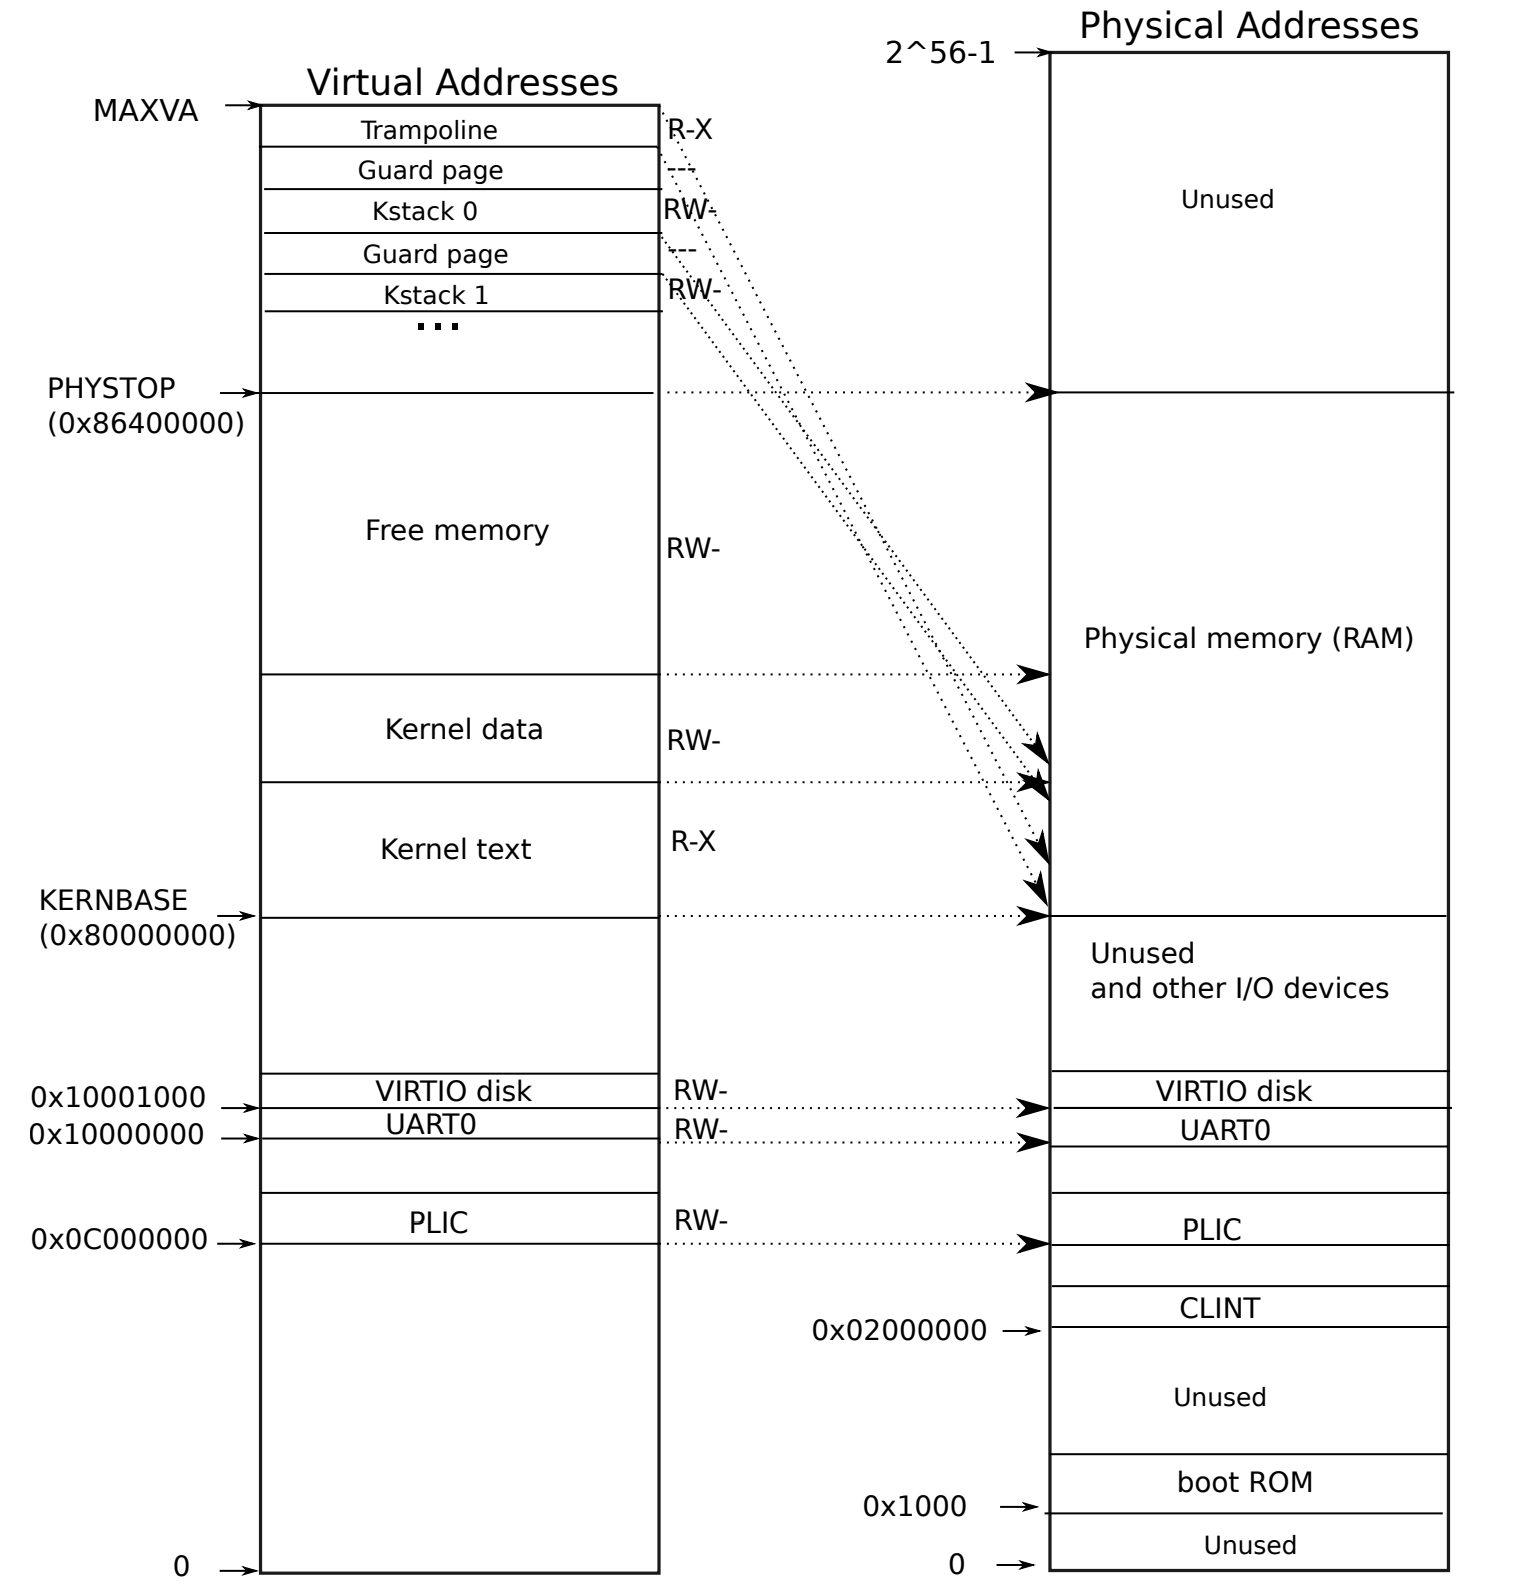 Physical Addresses
2^56-1
Virtual Addresses
MAXVA
Trampoline
R-X
Guard page
---
Unused
Kstack 0
RW-
Guard page
---
Kstack 1
RW-
...
PHYSTOP
(0x86400000)
Free memory
RW-
Physical memory (RAM)
Kernel data
RW-
Kernel text
R-X
KERNBASE
(0x80000000)
Unused
and other I/O devices
0x10001000
VIRTIO disk
RW-
VIRTIO disk
0x10000000
UART0
RW-
UART0
0x0C000000
PLIC
RW-
PLIC
CLINT
0x02000000
Unused
boot ROM
0x1000
Unused
0
0